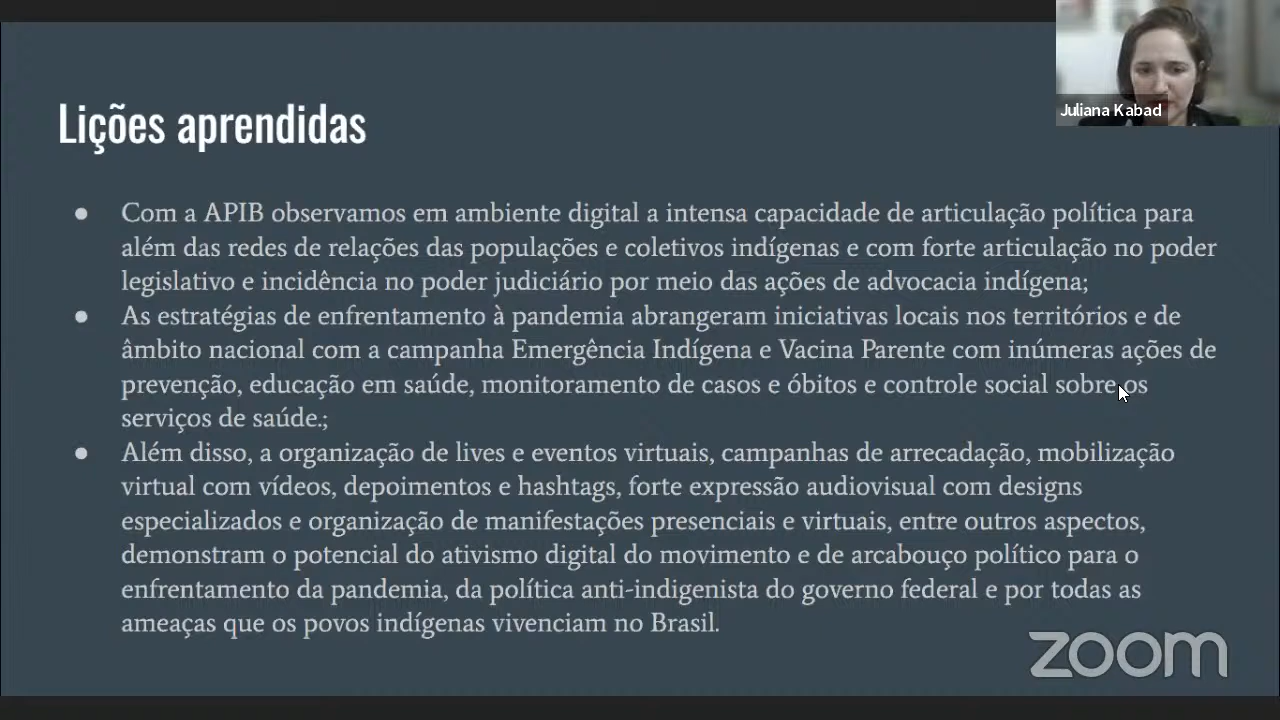 Juliana Kabad
Lições aprendidas
● Com a APIB observamos em ambiente digital a intensa capacidade de articulação política para
além das redes de relações das populações e coletivos indígenas e com forte articulação no poder
legislativo e incidência no poder judiciário por meio das ações de advocacia indígena;
● As estratégias de enfrentamento à pandemia abrangeram iniciativas locais nos territórios e de
âmbito nacional com a campanha Emergência Indígena e Vacina Parente com inúmeras ações de
prevenção, educação em saúde, monitoramento de casos e óbitos e controle social sobre os
serviços de saúde.;
● Além disso, a organização de lives e eventos virtuais, campanhas de arrecadação, mobilização
virtual com vídeos, depoimentos e hashtags, forte expressão audiovisual com designs
especializados e organização de manifestações presenciais e virtuais, entre outros aspectos,
demonstram o potencial do ativismo digital do movimento e de arcabouço político para o
enfrentamento da pandemia, da política anti-indigenista do governo federal e por todas as
ameaças que os povos indígenas vivenciam no Brasil.
zoom